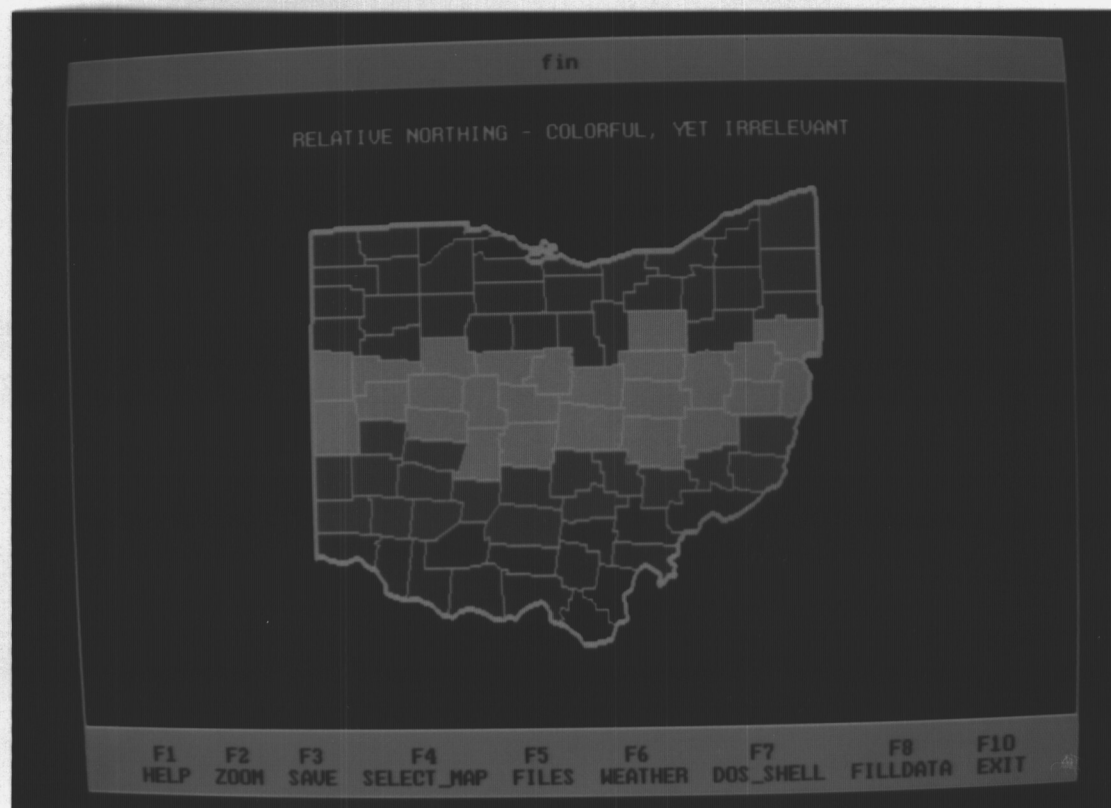 fin
RELATIVE NORTHING - COLORFUL, YET IRRELEVANT
F1 F2 F3 F4 F5 F6 F7 F8 F10
HELP ZOOM SAVE SELECT_MAP FILES WEATHER DOS_SHELL FILLDATA EXIT